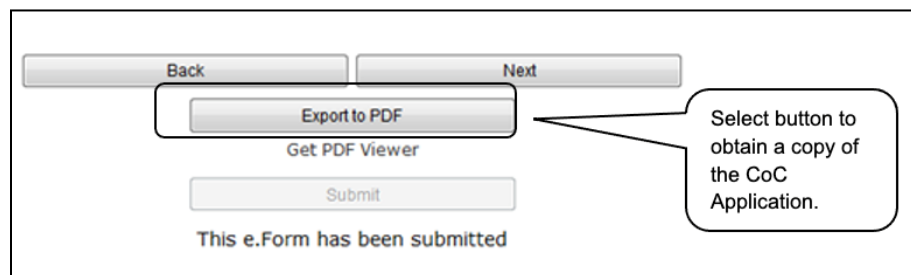 Back
Next
Export to PDF
Get PDF Viewer
Submit
This e.Form has been submitted
Select button to
obtain a copy of
the CoC
Application.